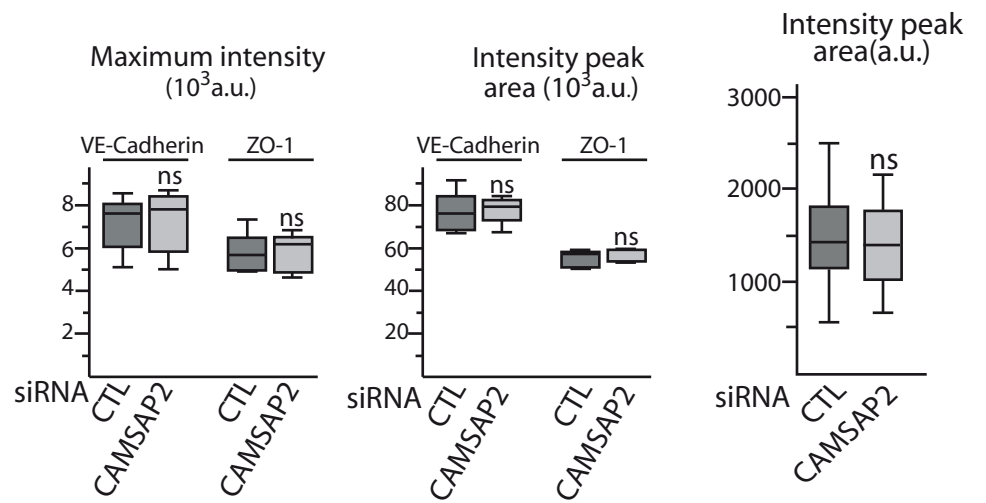 Maximum intensity
(10³a.u.)
VE-Cadherin ZO-1
ns
ns
8
6
4
2
siRNA CTL CAMSAP2 CTL CAMSAP2
Intensity peak
area (10³a.u.)
VE-Cadherin ZO-1
ns
ns
80
60
40
20
siRNA CTL CAMSAP2 CTL CAMSAP2
Intensity peak
area(a.u.)
3000
ns
2000
1000
siRNA CTL CAMSAP2